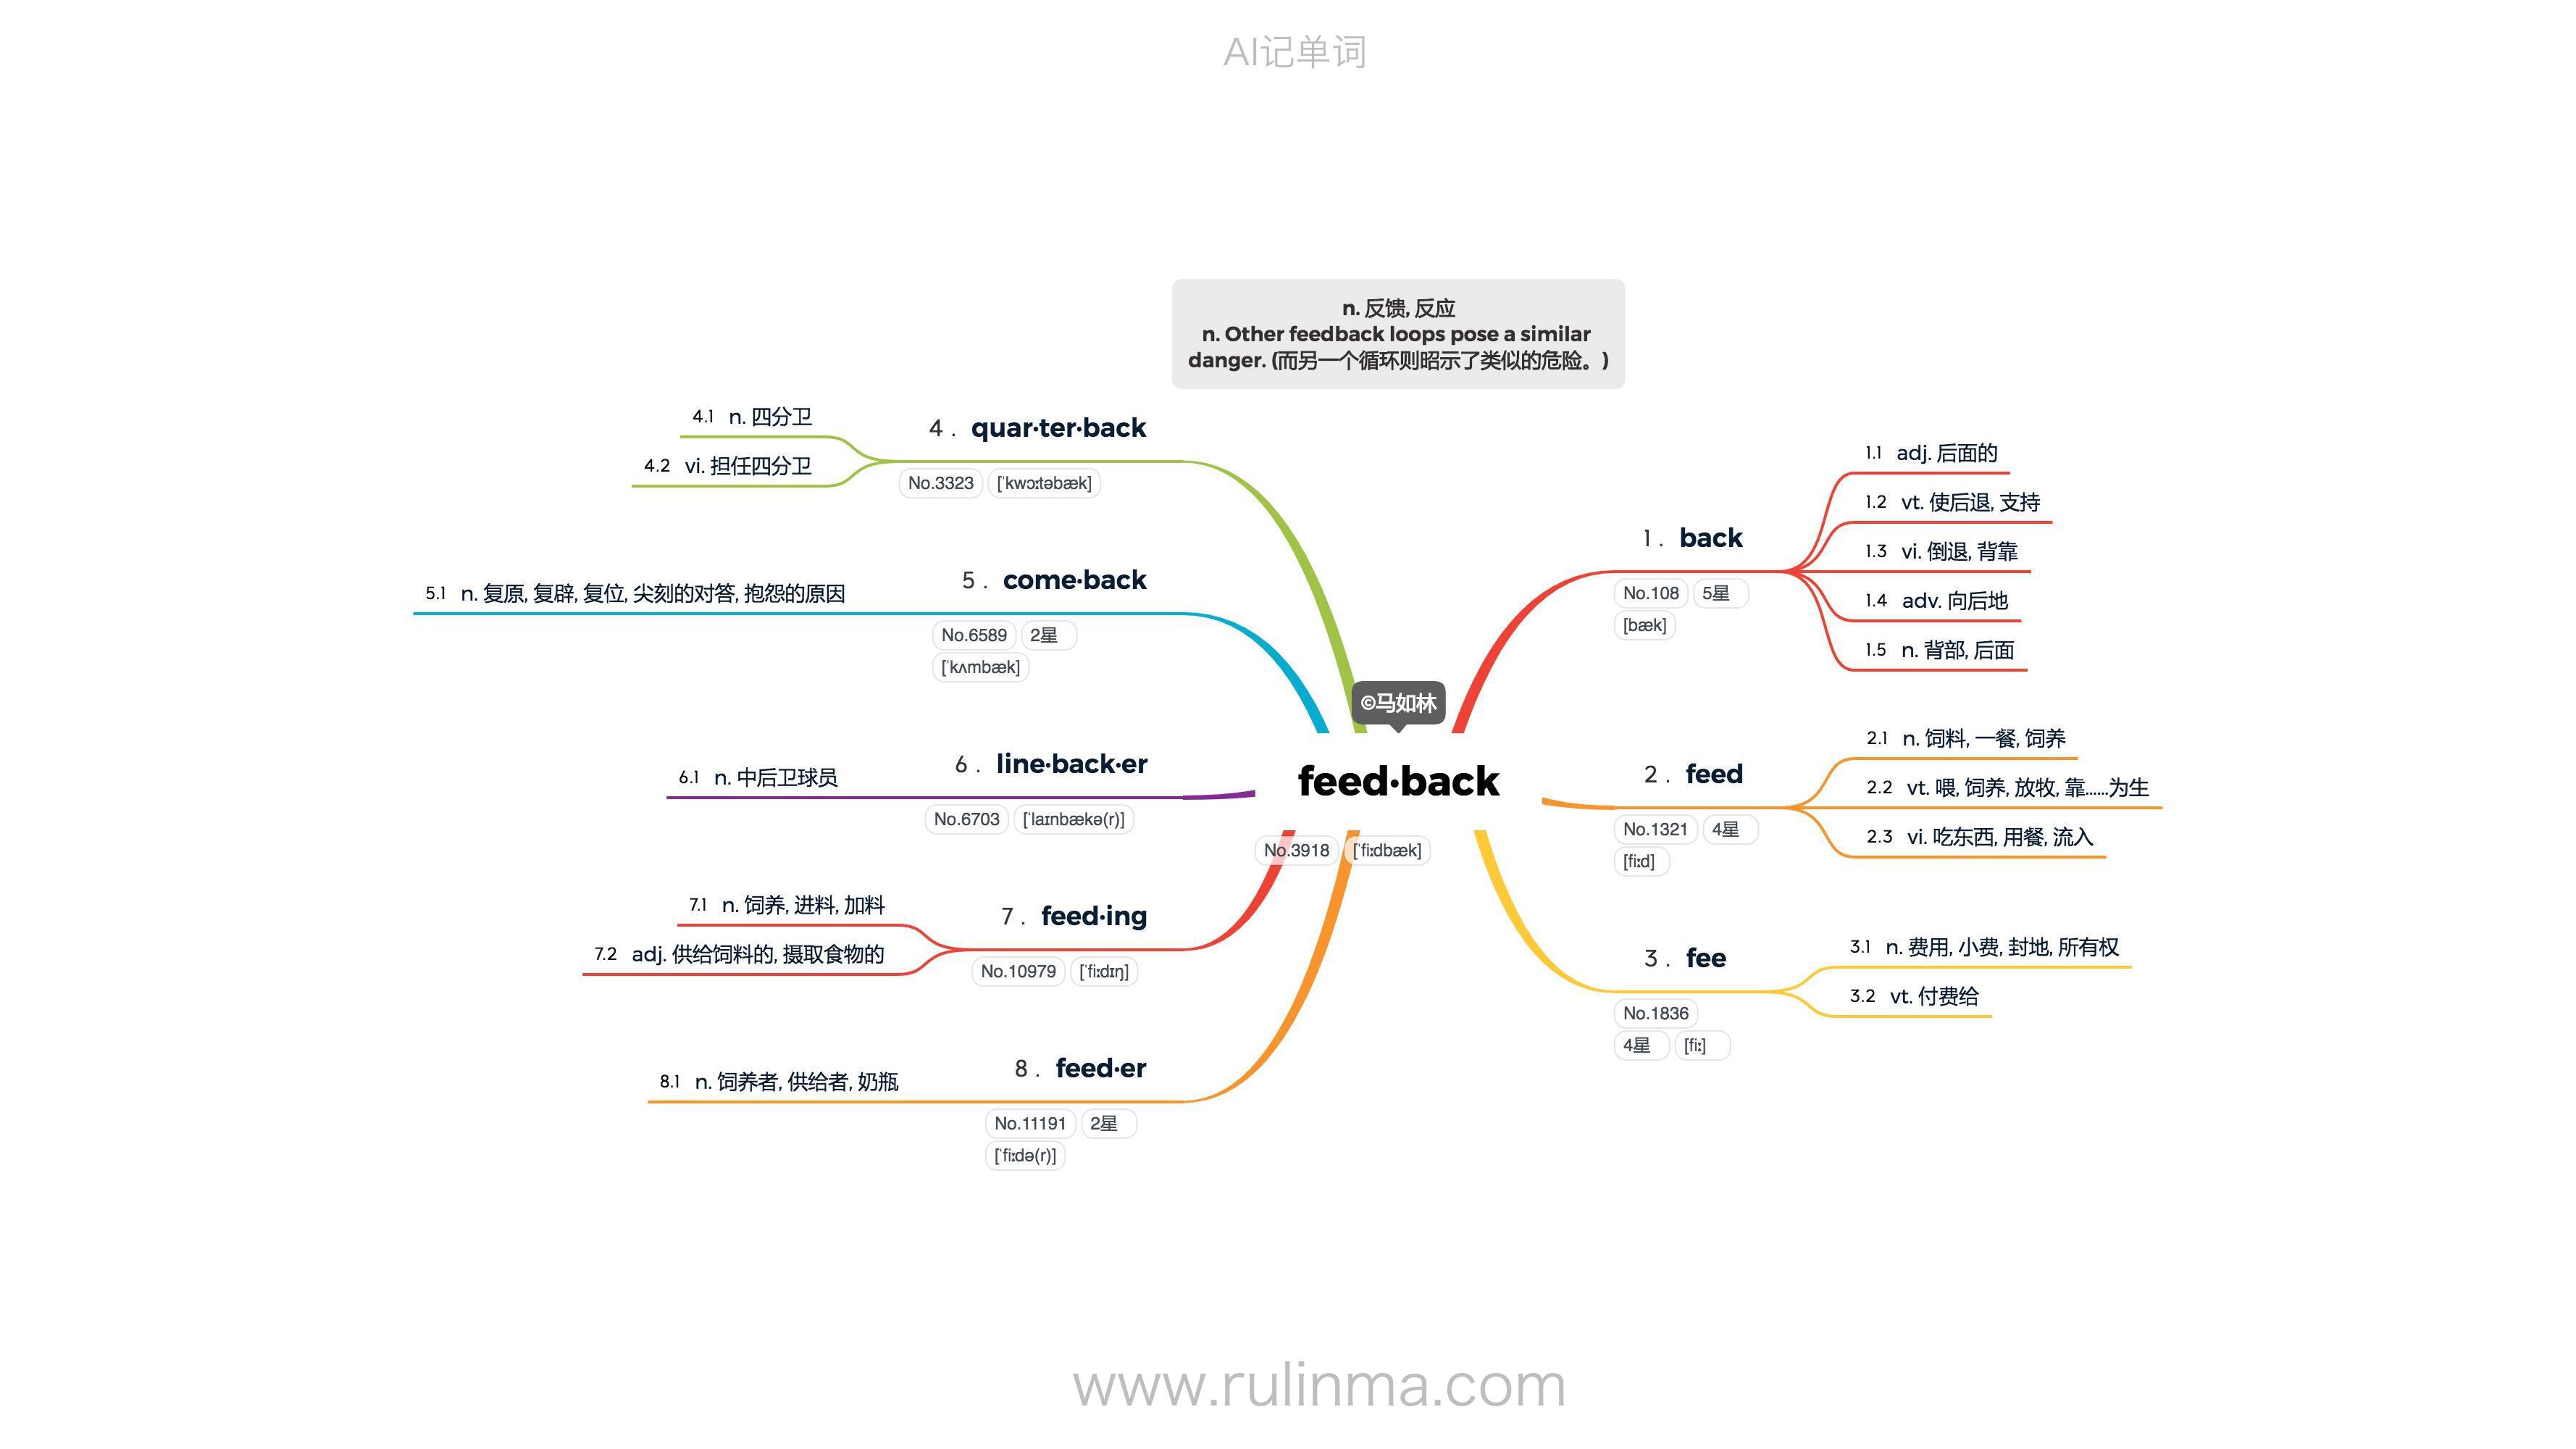 AI记单词
n. 反馈, 反应
n. Other feedback loops pose a similar
danger. (而另一个循环则昭示了类似的危险。)
©马如林
feed·back
No.3918 [ˈfiːdbæk]
1 . back
No.108 5星
[bæk]
1.1 adj. 后面的
1.2 vt. 使后退, 支持
1.3 vi. 倒退, 背靠
1.4 adv. 向后地
1.5 n. 背部, 后面
2 . feed
No.1321 4星
[fiːd]
2.1 n. 饲料, 一餐, 饲养
2.2 vt. 喂, 饲养, 放牧, 靠……为生
2.3 vi. 吃东西, 用餐, 流入
3 . fee
No.1836
4星 [fiː]
3.1 n. 费用, 小费, 封地, 所有权
3.2 vt. 付费给
4 . quar·ter·back
No.3323 [ˈkwɔːtəbæk]
4.1 n. 四分卫
4.2 vi. 担任四分卫
5 . come·back
No.6589 2星
[ˈkʌmbæk]
5.1 n. 复原, 复辟, 复位, 尖刻的对答, 抱怨的原因
6 . line·back·er
No.6703 [ˈlaɪnbækə(r)]
6.1 n. 中后卫球员
7 . feed·ing
No.10979 [ˈfiːdɪŋ]
7.1 n. 饲养, 进料, 加料
7.2 adj. 供给饲料的, 摄取食物的
8 . feed·er
No.11191 2星
[ˈfiːdə(r)]
8.1 n. 饲养者, 供给者, 奶瓶
www.rulinma.com